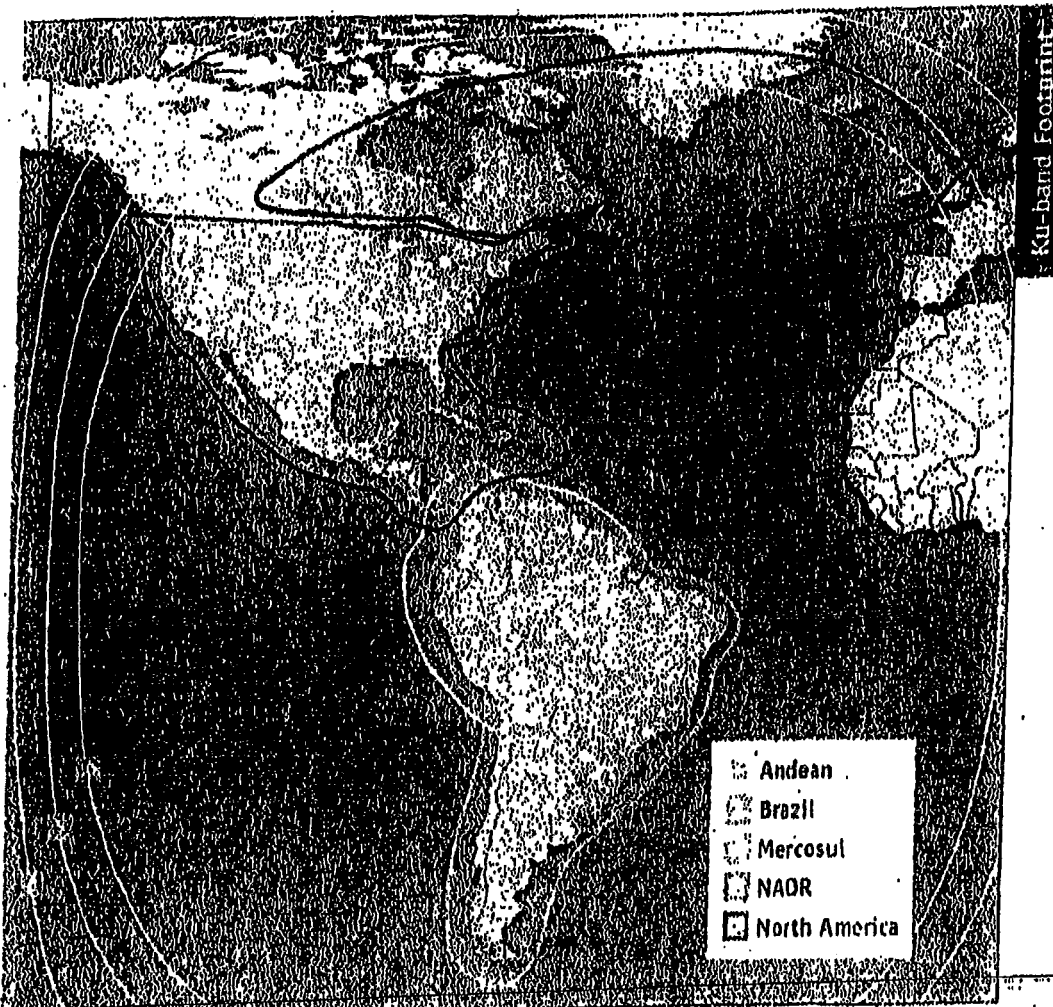 Ku-band Footprint
Andean
Brazil
Mercosul
NAOR
North America